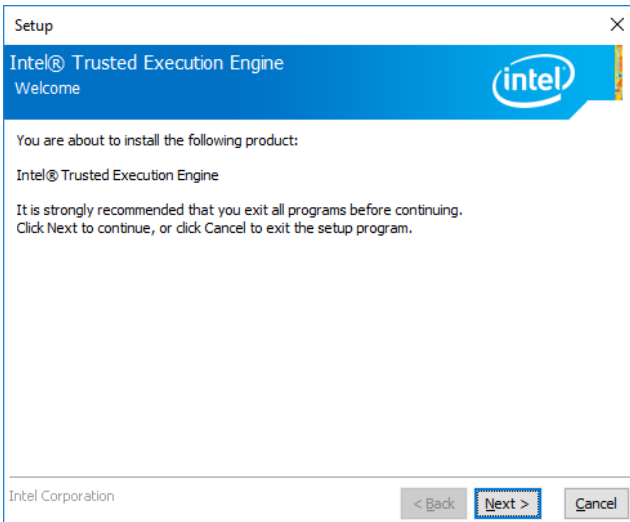 Setup
Intel® Trusted Execution Engine
Welcome
intel
You are about to install the following product:
Intel® Trusted Execution Engine
It is strongly recommended that you exit all programs before continuing.
Click Next to continue, or click Cancel to exit the setup program.
Intel Corporation
< Back Next > Cancel